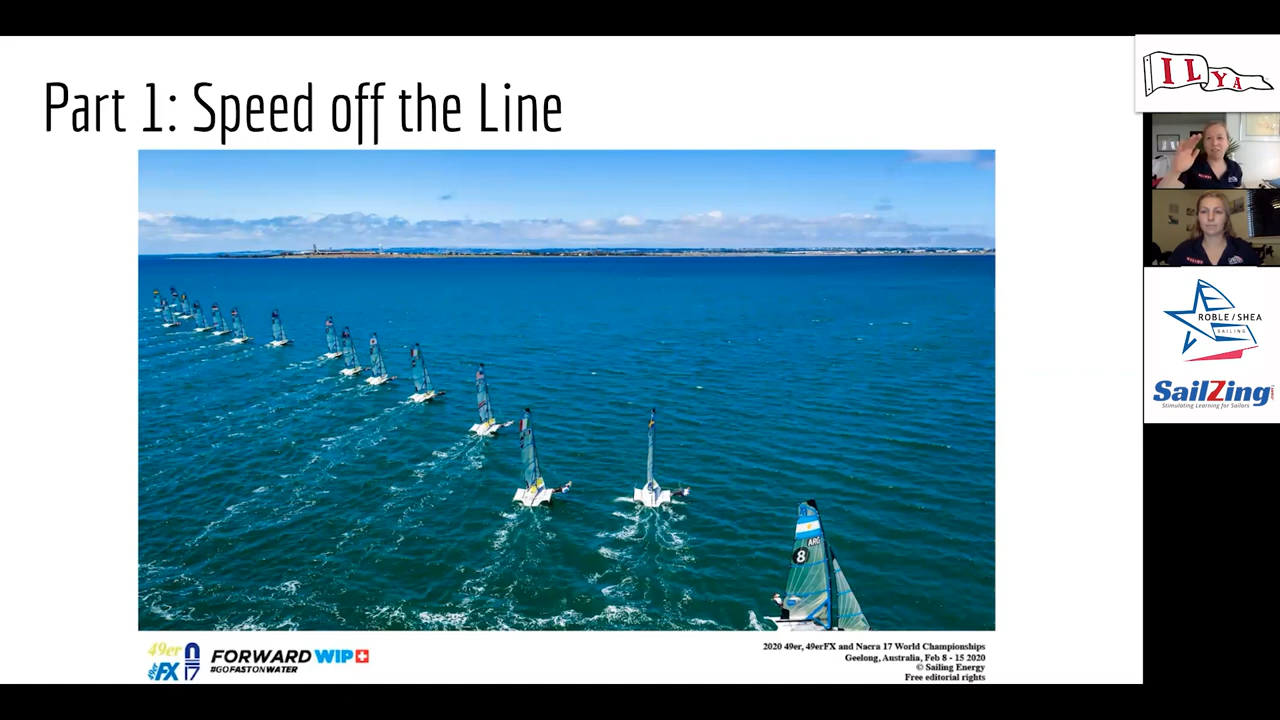 Part 1: Speed off the Line
ILYA
ROBLE / SHEA
SAILING
SailZing
Stimulating Learning for Sailors
ARG
8
49er
FX
17
FORWARD WIP
#GOFASTONWATER
2020 49er, 49erFX and Nacra 17 World Championships
Geelong, Australia, Feb 8 - 15 2020
© Sailing Energy
Free editorial rights